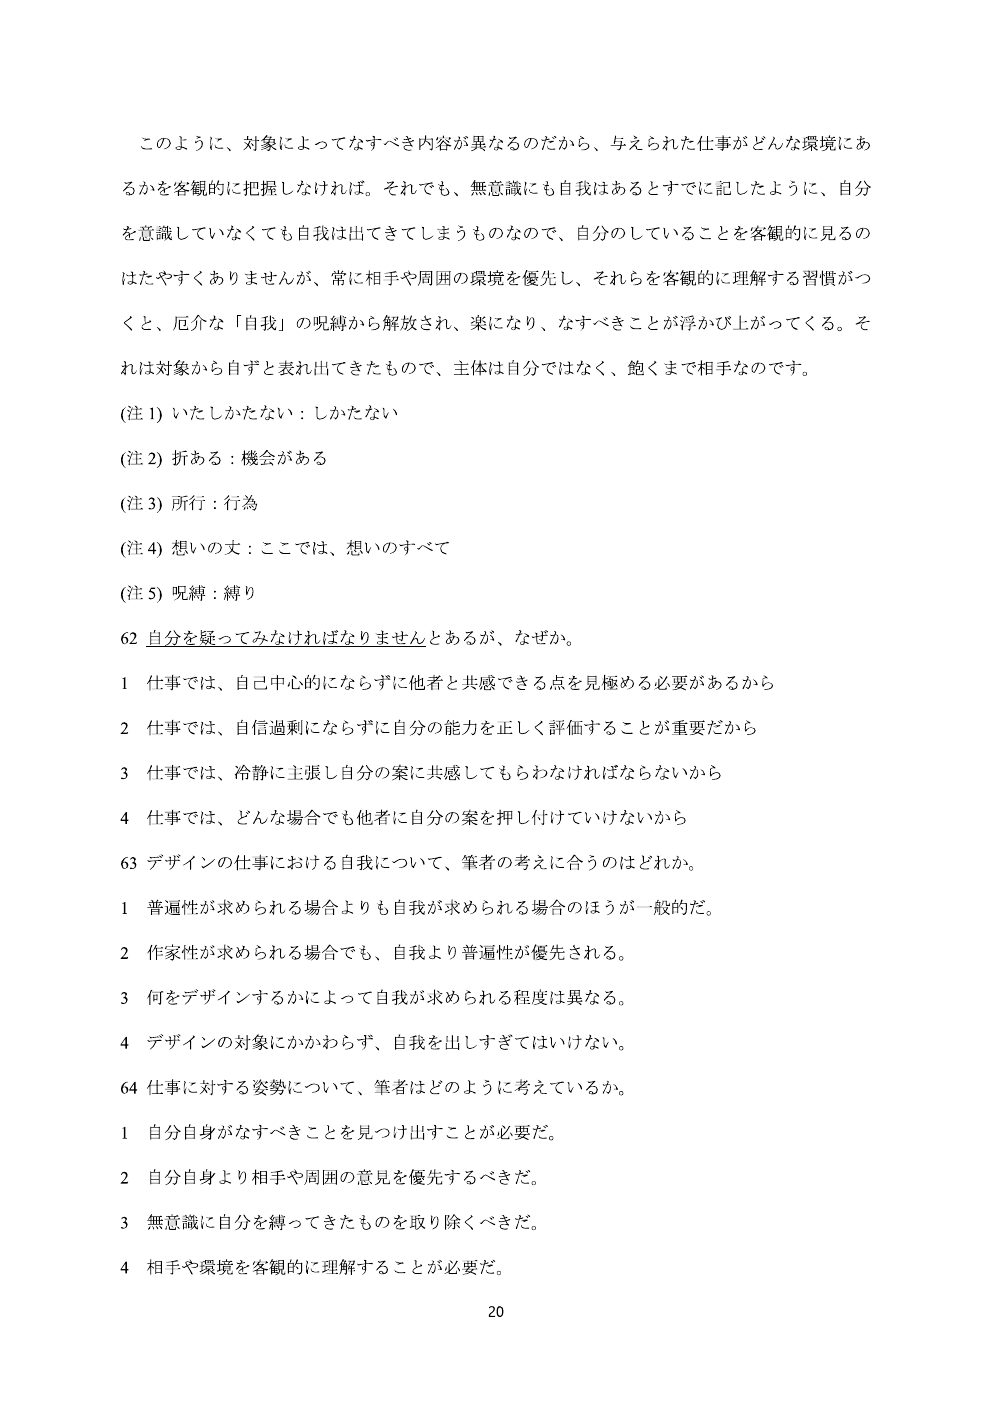 このように、対象によってなすべき内容が異なるのだから、与えられた仕事がどんな環境にあ
るかを客観的に把握しなければ。それでも、無意識にも自我はあるとすでに記したように、自分
を意識していなくても自我は出てきてしまうものなので、自分のしていることを客観的に見るの
はたやすくありませんが、常に相手や周囲の環境を優先し、それらを客観的に理解する習慣がつ
くと、厄介な「自我」の呪縛から解放され、楽になり、なすべきことが浮かび上がってくる。そ
れは対象から自ずと表れ出てきたもので、主体は自分ではなく、飽くまで相手なのです。
(注 1) いたしかたない：しかたない
(注 2) 折ある：機会がある
(注 3) 所行：行為
(注 4) 想いの丈：ここでは、想いのすべて
(注 5) 呪縛：縛り
62 自分を疑ってみなければなりませんとあるが、なぜか。
1 仕事では、自己中心的にならずに他者と共感できる点を見極める必要があるから
2 仕事では、自信過剰にならずに自分の能力を正しく評価することが重要だから
3 仕事では、冷静に主張し自分の案に共感してもらわなければならないから
4 仕事では、どんな場合でも他者に自分の案を押し付けていけないから
63 デザインの仕事における自我について、筆者の考えに合うのはどれか。
1 普遍性が求められる場合よりも自我が求められる場合のほうが一般的だ。
2 作家性が求められる場合でも、自我より普遍性が優先される。
3 何をデザインするかによって自我が求められる程度は異なる。
4 デザインの対象にかかわらず、自我を出しすぎてはいけない。
64 仕事に対する姿勢について、筆者はどのように考えているか。
1 自分自身がなすべきことを見つけ出すことが必要だ。
2 自分自身より相手や周囲の意見を優先するべきだ。
3 無意識に自分を縛ってきたものを取り除くべきだ。
4 相手や環境を客観的に理解することが必要だ。
20